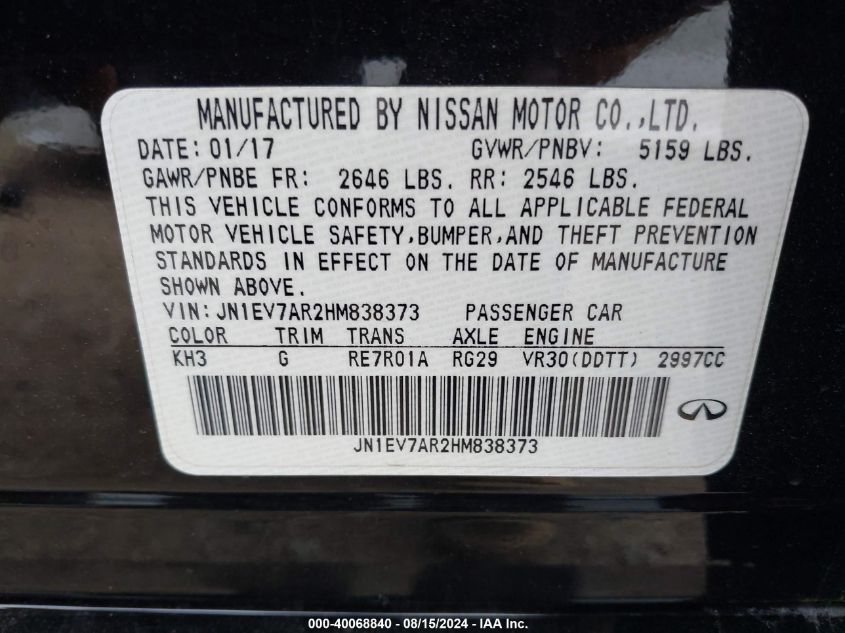 MANUFACTURED BY NISSAN MOTOR CO.,LTD.
DATE: 01/17 GVWR/PNBV: 5159 LBS.
GAWR/PNBE FR: 2646 LBS. RR: 2546 LBS.
THIS VEHICLE CONFORMS TO ALL APPLICABLE FEDERAL
MOTOR VEHICLE SAFETY,BUMPER,AND THEFT PREVENTION
STANDARDS IN EFFECT ON THE DATE OF MANUFACTURE
SHOWN ABOVE.
VIN: JN1EV7AR2HM838373 PASSENGER CAR
COLOR TRIM TRANS AXLE ENGINE
KH3 G RE7R01A RG29 VR30(DDTT) 2997CC
JN1EV7AR2HM838373
000-40068840 - 08/15/2024 - IAA Inc.